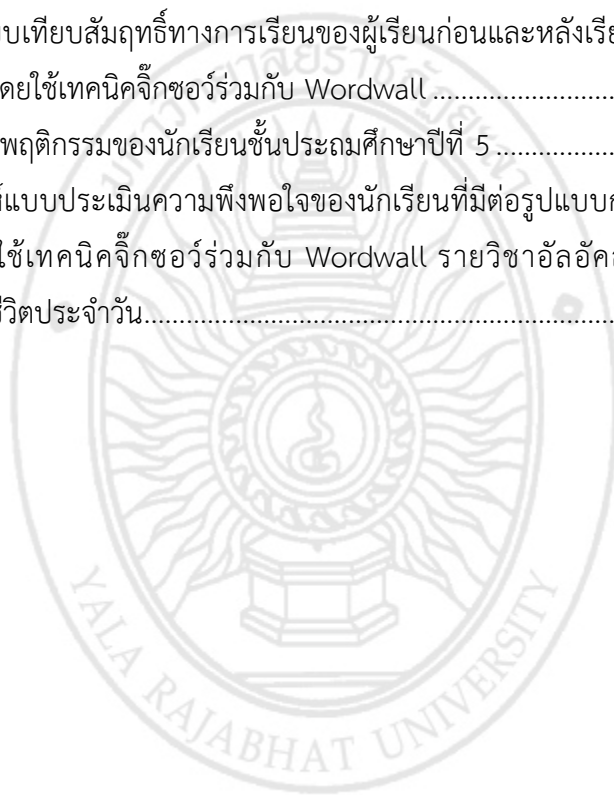 บเทียบสัมฤทธิ์ทางการเรียนของผู้เรียนก่อนและหลังเรีย
ดยใช้เทคนิคจิ๊กซอว์ร่วมกับ Wordwall
พฤติกรรมของนักเรียนชั้นประถมศึกษาปีที่ 5
แบบประเมินความพึงพอใจของนักเรียนที่มีต่อรูปแบบ
ใช้เทคนิคจิ๊กซอว์ร่วมกับ Wordwall รายวิชาอัลอัค
ชีวิตประจำวัน
YALA RAJABHAT UNIVERSITY